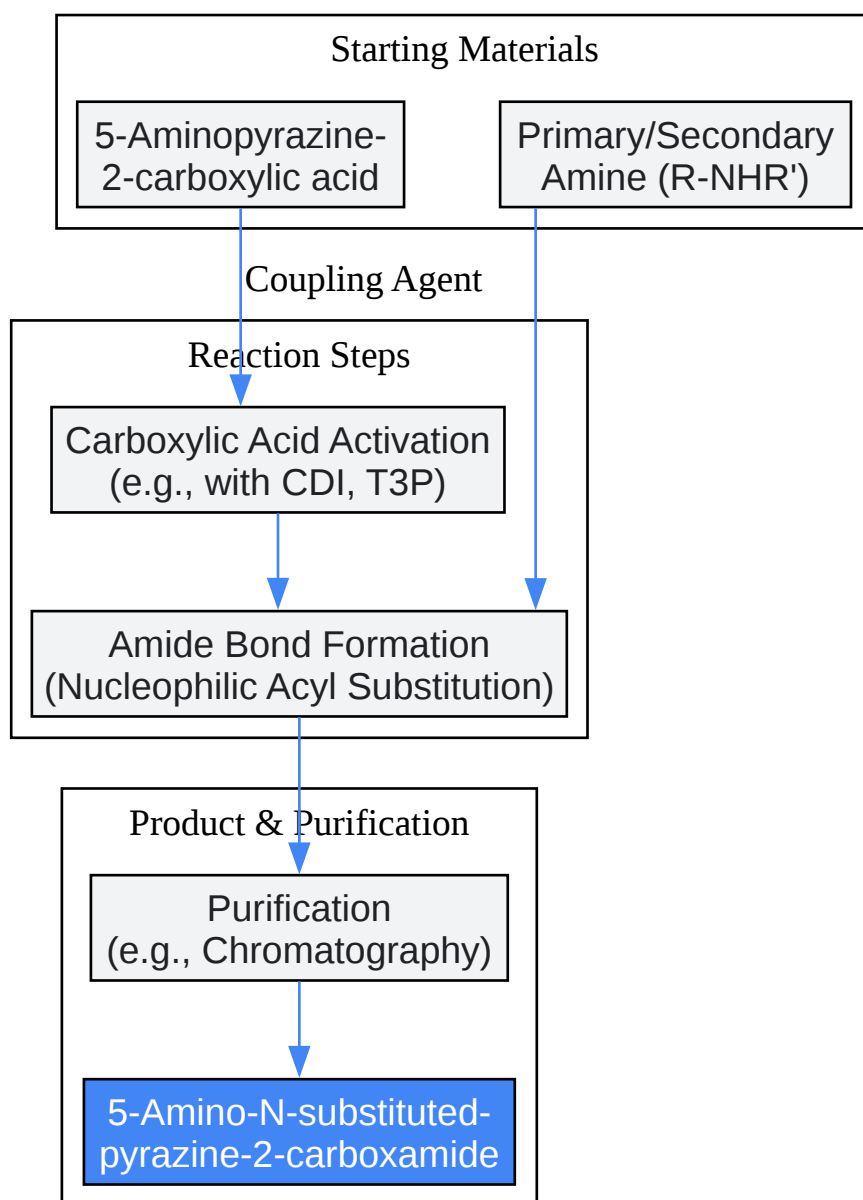 Starting Materials
5-Aminopyrazine-
2-carboxylic acid
Primary/Secondary
Amine (R-NHR')
Coupling Agent
Reaction Steps
Carboxylic Acid Activation
(e.g., with CDI, T3P)
Amide Bond Formation
(Nucleophilic Acyl Substitution)
Product & Purification
Purification
(e.g., Chromatography)
5-Amino-N-substituted-
pyrazine-2-carboxamide